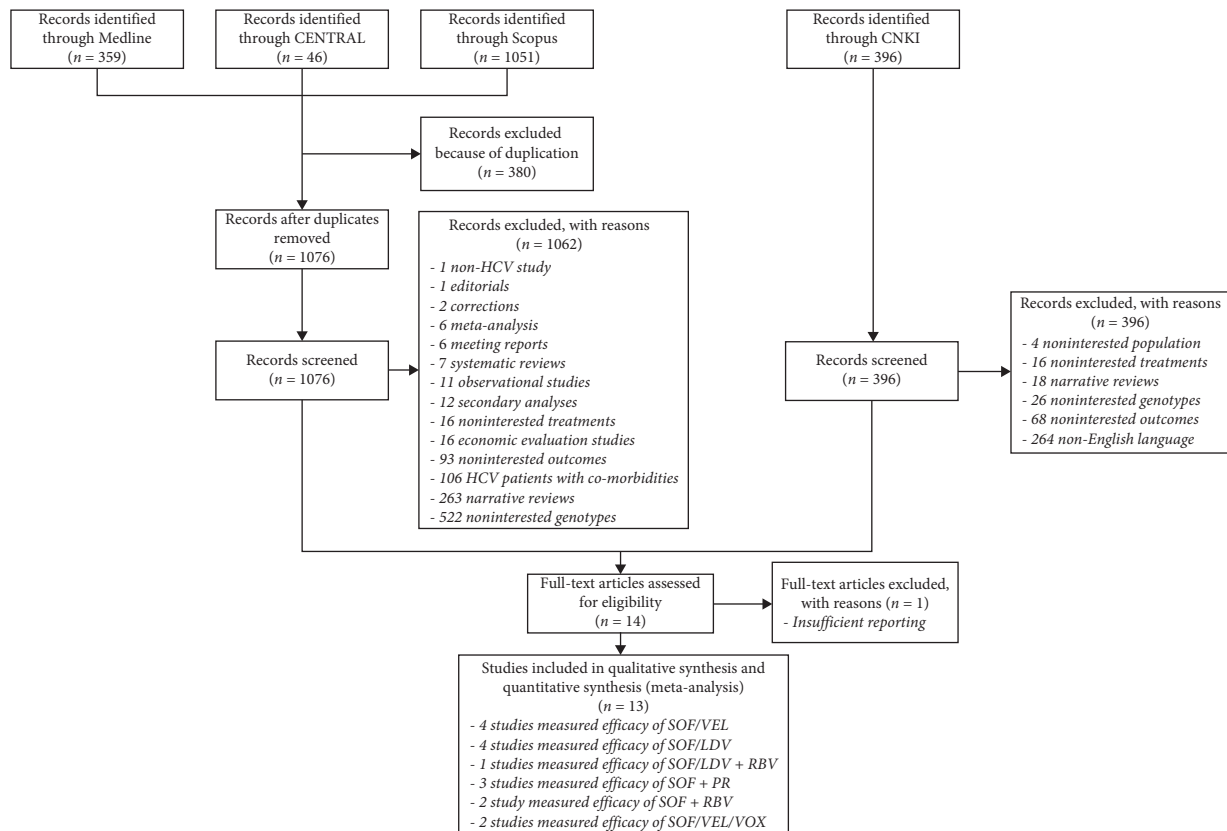 Records identified
through Medline
(n = 359)
Records identified
through CENTRAL
(n = 46)
Records identified
through Scopus
(n = 1051)
Records identified
through CNKI
(n = 396)
Records excluded
because of duplication
(n = 380)
Records after duplicates
removed
(n = 1076)
Records excluded, with reasons
(n = 1062)
- 1 non-HCV study
- 1 editorials
- 2 corrections
- 6 meta-analysis
- 6 meeting reports
- 7 systematic reviews
- 11 observational studies
- 12 secondary analyses
- 16 noninterested treatments
- 16 economic evaluation studies
- 93 noninterested outcomes
- 106 HCV patients with co-morbidities
- 263 narrative reviews
- 522 noninterested genotypes
Records screened
(n = 1076)
Records screened
(n = 396)
Records excluded, with reasons
(n = 396)
- 4 noninterested population
- 16 noninterested treatments
- 18 narrative reviews
- 26 noninterested genotypes
- 68 noninterested outcomes
- 264 non-English language
Full-text articles assessed
for eligibility
(n = 14)
Full-text articles excluded,
with reasons (n = 1)
- Insufficient reporting
Studies included in qualitative synthesis and
quantitative synthesis (meta-analysis)
(n = 13)
- 4 studies measured efficacy of SOF/VEL
- 4 studies measured efficacy of SOF/LDV
- 1 studies measured efficacy of SOF/LDV + RBV
- 3 studies measured efficacy of SOF + PR
- 2 study measured efficacy of SOF + RBV
- 2 studies measured efficacy of SOF/VEL/VOX